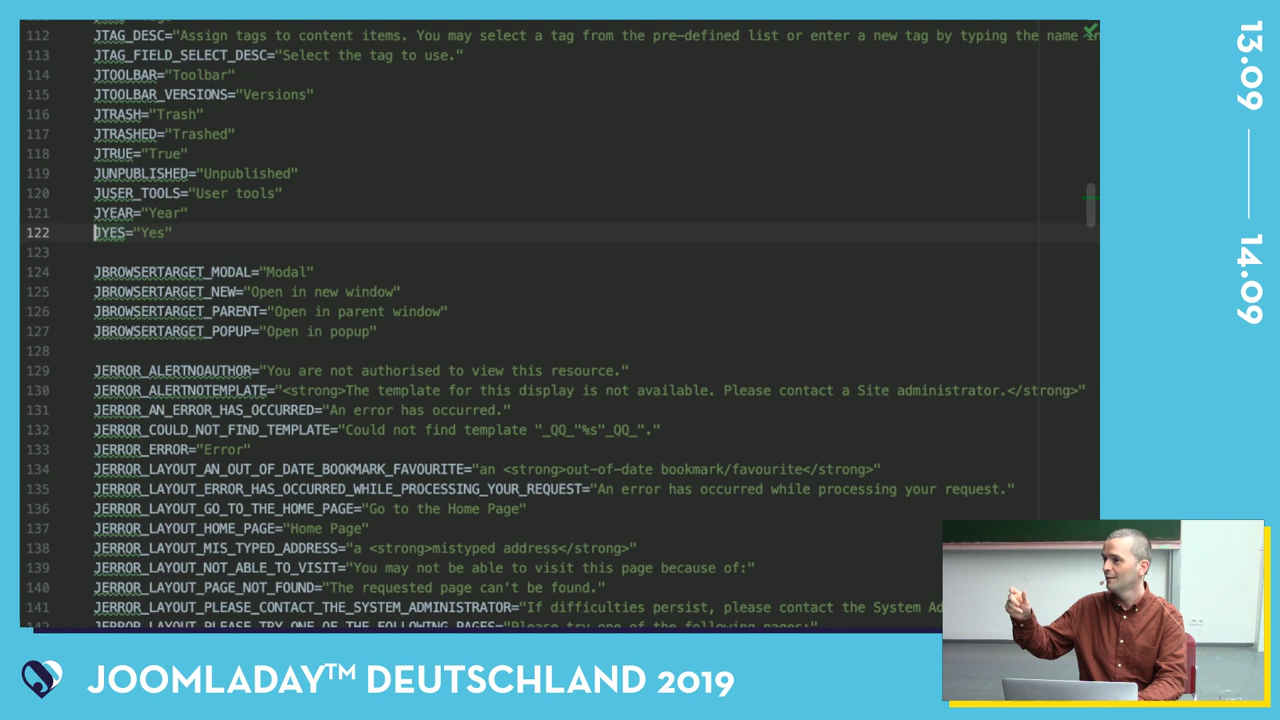 112 JTAG_DESC="Assign tags to content items. You may select a tag from the pre-defined list or enter a new tag by typing the name in
113 JTAG_FIELD_SELECT_DESC="Select the tag to use."
114 JTOOLBAR="Toolbar"
115 JTOOLBAR_VERSIONS="Versions"
116 JTRASH="Trash"
117 JTRASHED="Trashed"
118 JTRUE="True"
119 JUNPUBLISHED="Unpublished"
120 JUSER_TOOLS="User tools"
121 JYEAR="Year"
122 JYES="Yes"
123
124 JBROWSERTARGET_MODAL="Modal"
125 JBROWSERTARGET_NEW="Open in new window"
126 JBROWSERTARGET_PARENT="Open in parent window"
127 JBROWSERTARGET_POPUP="Open in popup"
128
129 JERROR_ALERTNOAUTHOR="You are not authorised to view this resource."
130 JERROR_ALERTNOTEMPLATE="<strong>The template for this display is not available. Please contact a Site administrator.</strong>"
131 JERROR_AN_ERROR_HAS_OCCURRED="An error has occurred."
132 JERROR_COULD_NOT_FIND_TEMPLATE="Could not find template "_QQ_"%s"_QQ_"."
133 JERROR_ERROR="Error"
134 JERROR_LAYOUT_AN_OUT_OF_DATE_BOOKMARK_FAVOURITE="an <strong>out-of-date bookmark/favourite</strong>"
135 JERROR_LAYOUT_ERROR_HAS_OCCURRED_WHILE_PROCESSING_YOUR_REQUEST="An error has occurred while processing your request."
136 JERROR_LAYOUT_GO_TO_THE_HOME_PAGE="Go to the Home Page"
137 JERROR_LAYOUT_HOME_PAGE="Home Page"
138 JERROR_LAYOUT_MIS_TYPED_ADDRESS="a <strong>mistyped address</strong>"
139 JERROR_LAYOUT_NOT_ABLE_TO_VISIT="You may not be able to visit this page because of:"
140 JERROR_LAYOUT_PAGE_NOT_FOUND="The requested page can't be found."
141 JERROR_LAYOUT_PLEASE_CONTACT_THE_SYSTEM_ADMINISTRATOR="If difficulties persist, please contact the System Ad
142 JERROR_LAYOUT_PLEASE_TRY_ONE_OF_THE_FOLLOWING_PAGES="Please try one of the following pages:"
13.09
14.09
JOOMLADAY™ DEUTSCHLAND 2019